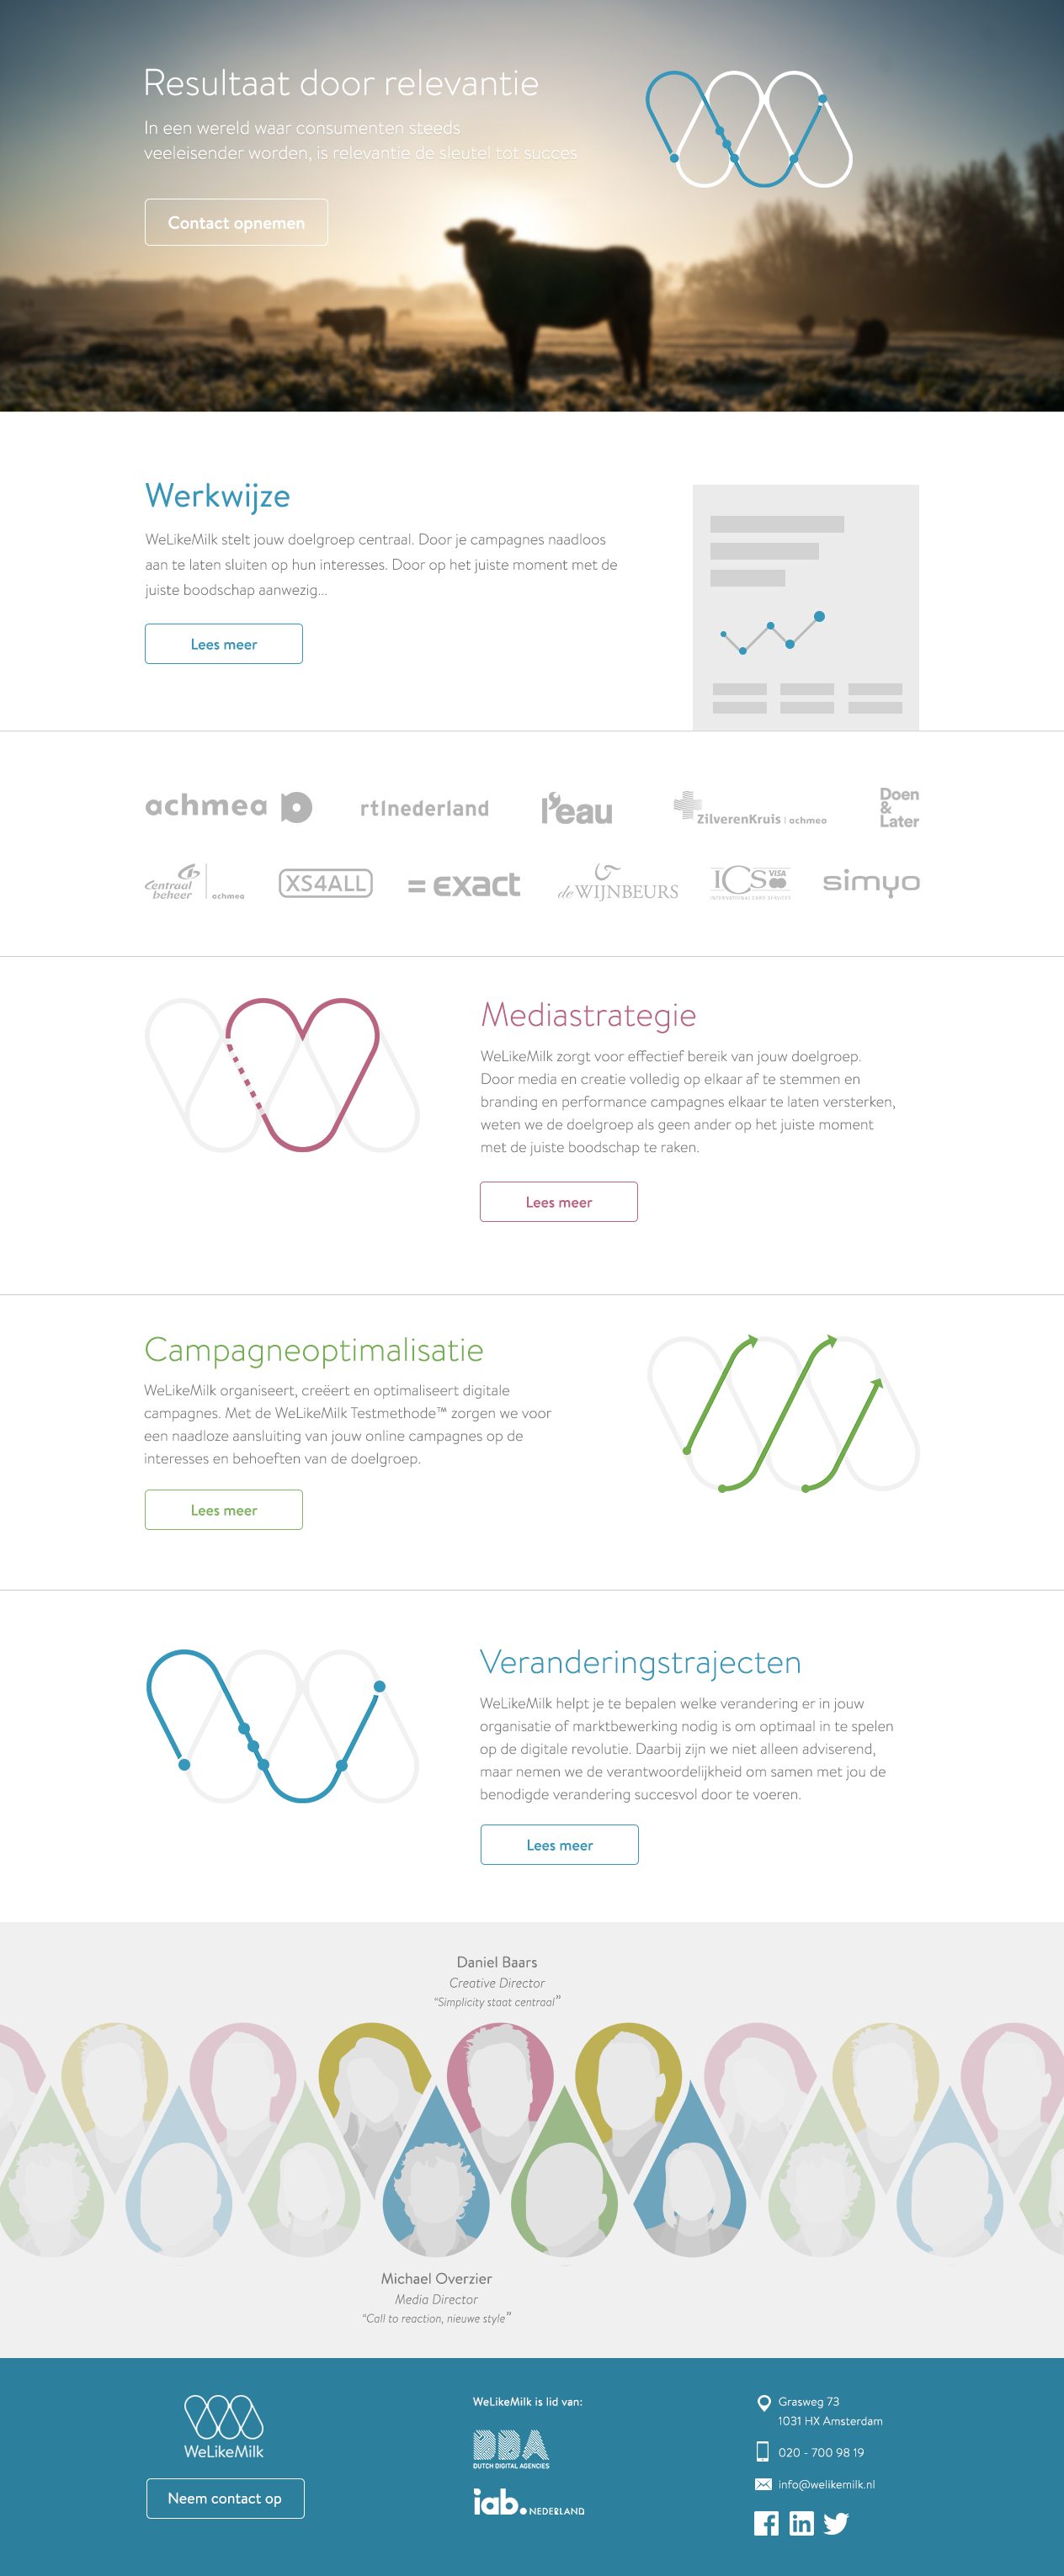 Resultaat door relevantie
In een wereld waar consumenten steeds
veeleisender worden, is relevantie de sleutel tot succes
Contact opnemen
Werkwijze
WeLikeMilk stelt jouw doelgroep centraal. Door je campagnes naadloos
aan te laten sluiten op hun interesses. Door op het juiste moment met de
juiste boodschap aanwezig...
Lees meer
achmea
rtlnederland
l'eau
ZilverenKruis | achmea
Doen
&
Later
Centraal
beheer
achmea
XS4ALL
= exact
de WIJNBEURS
ICS VISA
INTERNATIONAL CARD SERVICES
simyo
Mediastrategie
WeLikeMilk zorgt voor effectief bereik van jouw doelgroep.
Door media en creatie volledig op elkaar af te stemmen en
branding en performance campagnes elkaar te laten versterken,
weten we de doelgroep als geen ander op het juiste moment
met de juiste boodschap te raken.
Lees meer
Campagneoptimalisatie
WeLikeMilk organiseert, creëert en optimaliseert digitale
campagnes. Met de WeLikeMilk Testmethode™ zorgen we voor
een naadloze aansluiting van jouw online campagnes op de
interesses en behoeften van de doelgroep.
Lees meer
Veranderingstrajecten
WeLikeMilk helpt je te bepalen welke verandering er in jouw
organisatie of marktbewerking nodig is om optimaal in te spelen
op de digitale revolutie. Daarbij zijn we niet alleen adviserend,
maar nemen we de verantwoordelijkheid om samen met jou de
benodigde verandering succesvol door te voeren.
Lees meer
Daniel Baars
Creative Director
“Simplicity staat centraal”
Michael Overzier
Media Director
“Call to reaction, nieuwe style”
WeLikeMilk
Neem contact op
WeLikeMilk is lid van:
DDA
DUTCH DIGITAL AGENCIES
iab. NEDERLAND
Grasweg 73
1031 HX Amsterdam
020 - 700 98 19
info@welikemilk.nl